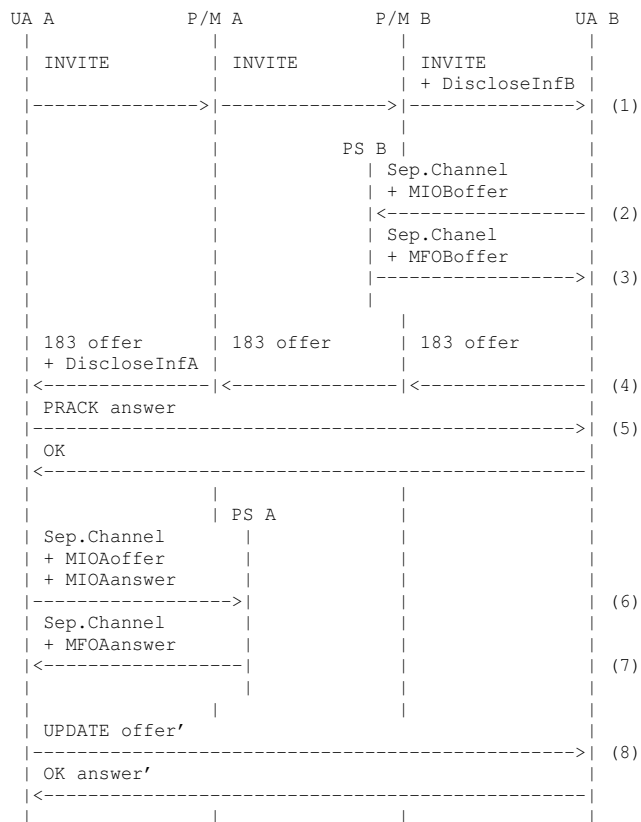 UA A P/M A P/M B UA B
INVITE INVITE INVITE
+ DiscloseInfB
(1)
PS B
Sep.Channel
+ MIOBoffer
(2)
Sep.Chanel
+ MFOBoffer
(3)
183 offer 183 offer 183 offer
+ DiscloseInfA
(4)
PRACK answer
(5)
OK
PS A
Sep.Channel
+ MIOAoffer
+ MIOAanswer
(6)
Sep.Channel
+ MFOAanswer
(7)
UPDATE offer′
(8)
OK answer′